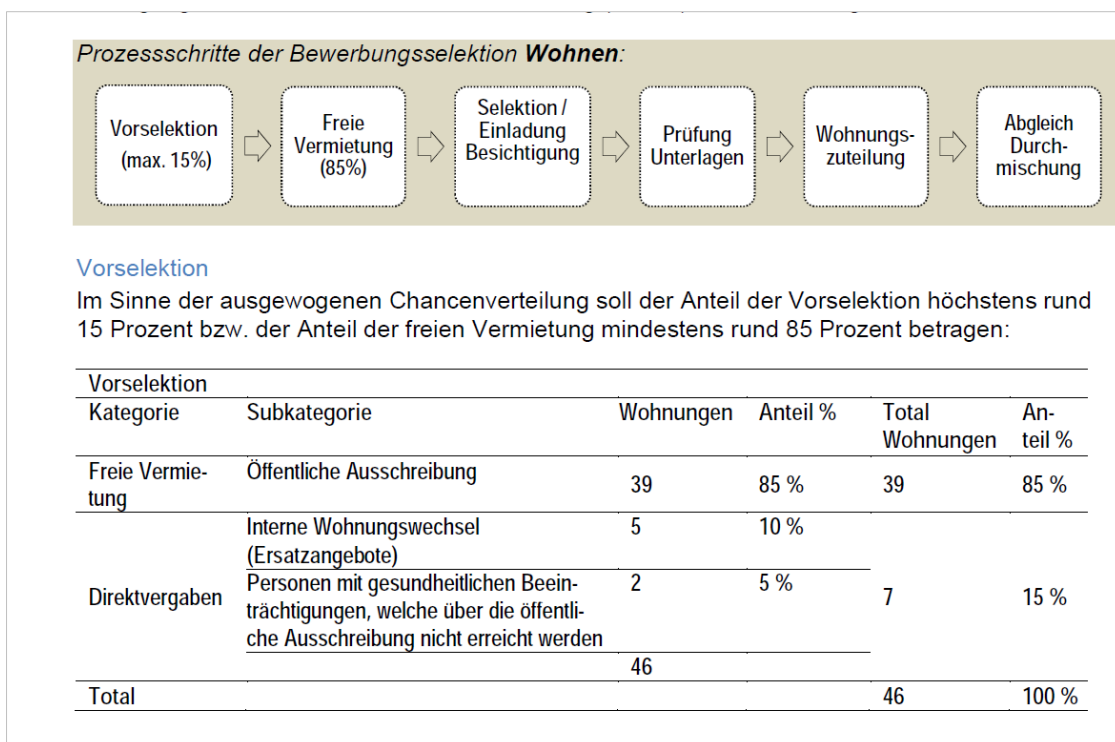 Prozessschritte der Bewerbungsselektion Wohnen:
Vorselektion
(max. 15%)
Freie
Vermietung
(85%)
Selektion /
Einladung
Besichtigung
Prüfung
Unterlagen
Wohnungs-
zuteilung
Abgleich
Durch-
mischung
Vorselektion
Im Sinne der ausgewogenen Chancenverteilung soll der Anteil der Vorselektion höchstens rund
15 Prozent bzw. der Anteil der freien Vermietung mindestens rund 85 Prozent betragen:
Vorselektion
Kategorie Subkategorie Wohnungen Anteil % Total Wohnungen An-teil %
Freie Vermie-
tung
Öffentliche Ausschreibung
39 85 % 39 85 %
Interne Wohnungswechsel 5 10 %
(Ersatzangebote)
Direktvergaben
Personen mit gesundheitlichen Beein-
trächtigungen, welche über die öffentli-
che Ausschreibung nicht erreicht werden
2 5 %
7 15 %
46
Total 46 100 %